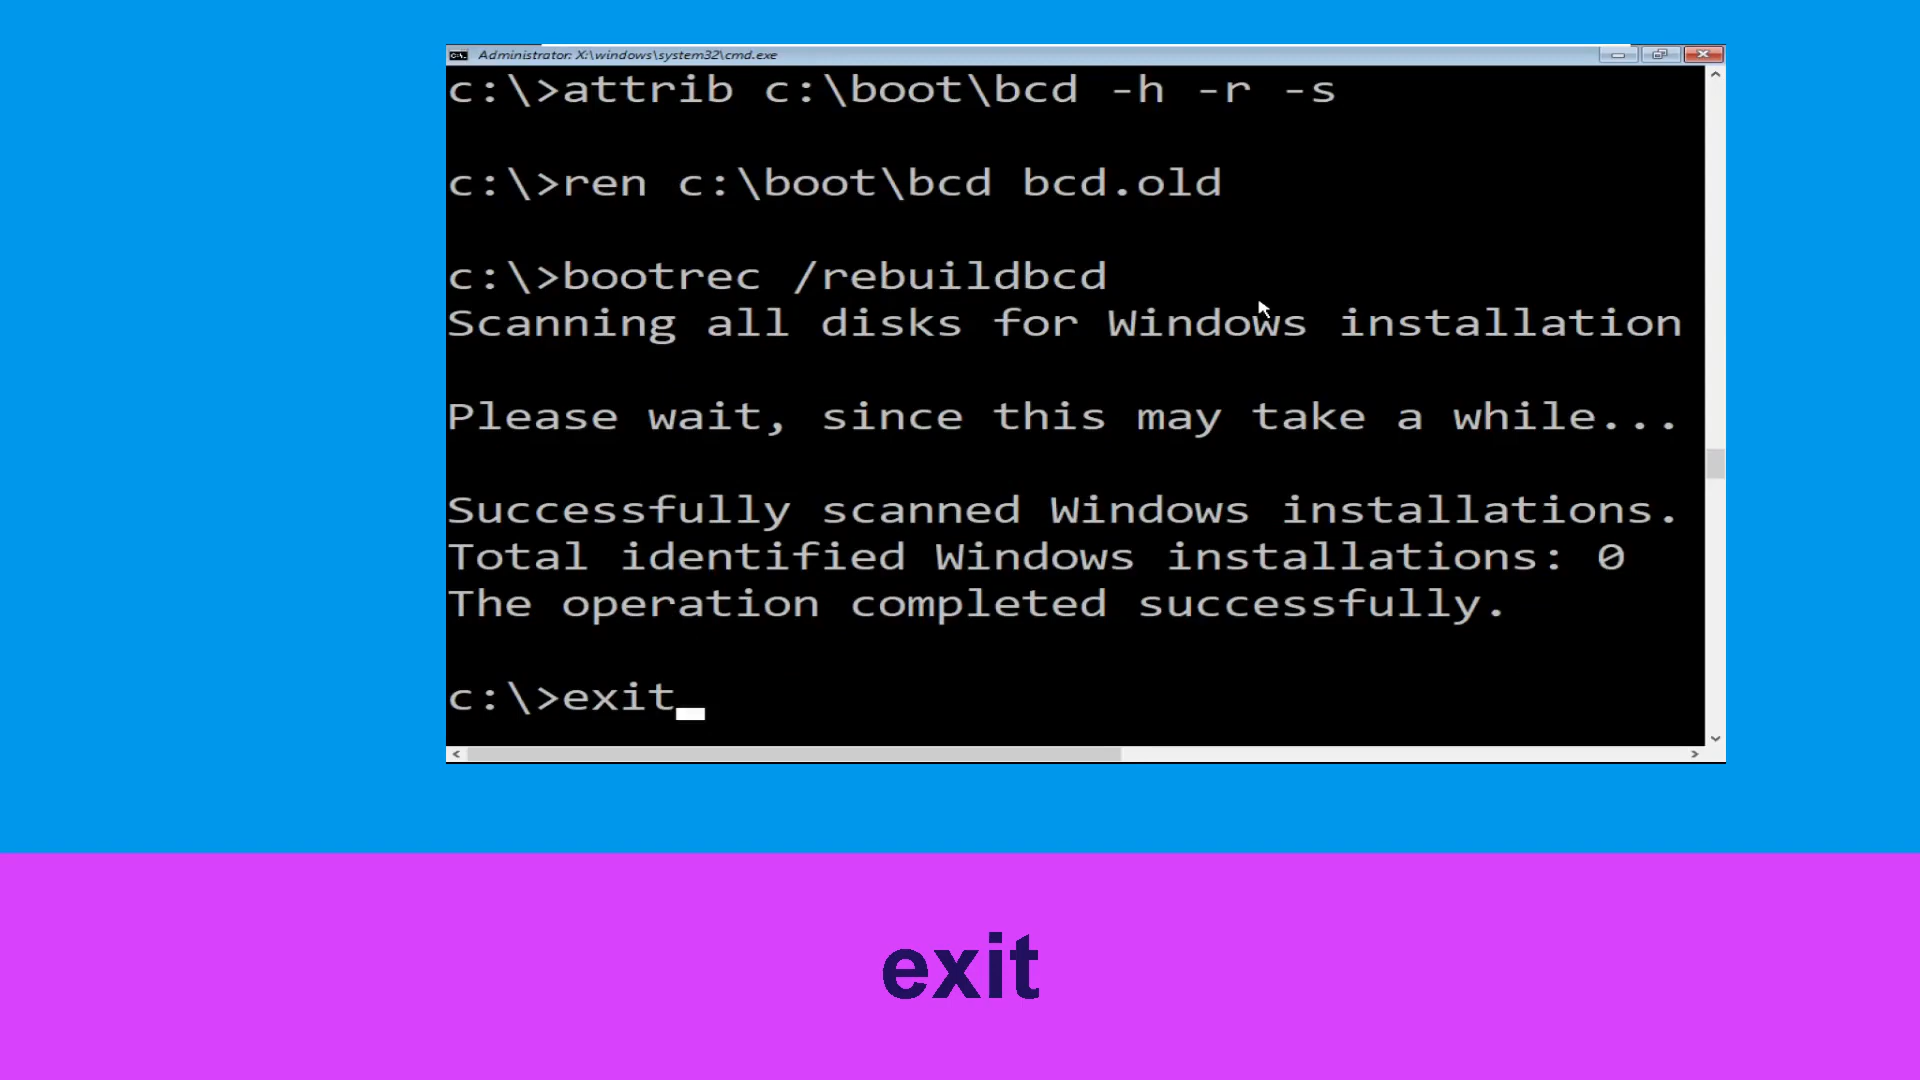 Administrator: X:\windows\system32\cmd.exe
c:\>attrib c:\boot\bcd -h -r -s
c:\>ren c:\boot\bcd bcd.old
c:\>bootrec /rebuildbcd
Scanning all disks for Windows installation
Please wait, since this may take a while...
Successfully scanned Windows installations.
Total identified Windows installations: 0
The operation completed successfully.
c:\>exit
exit